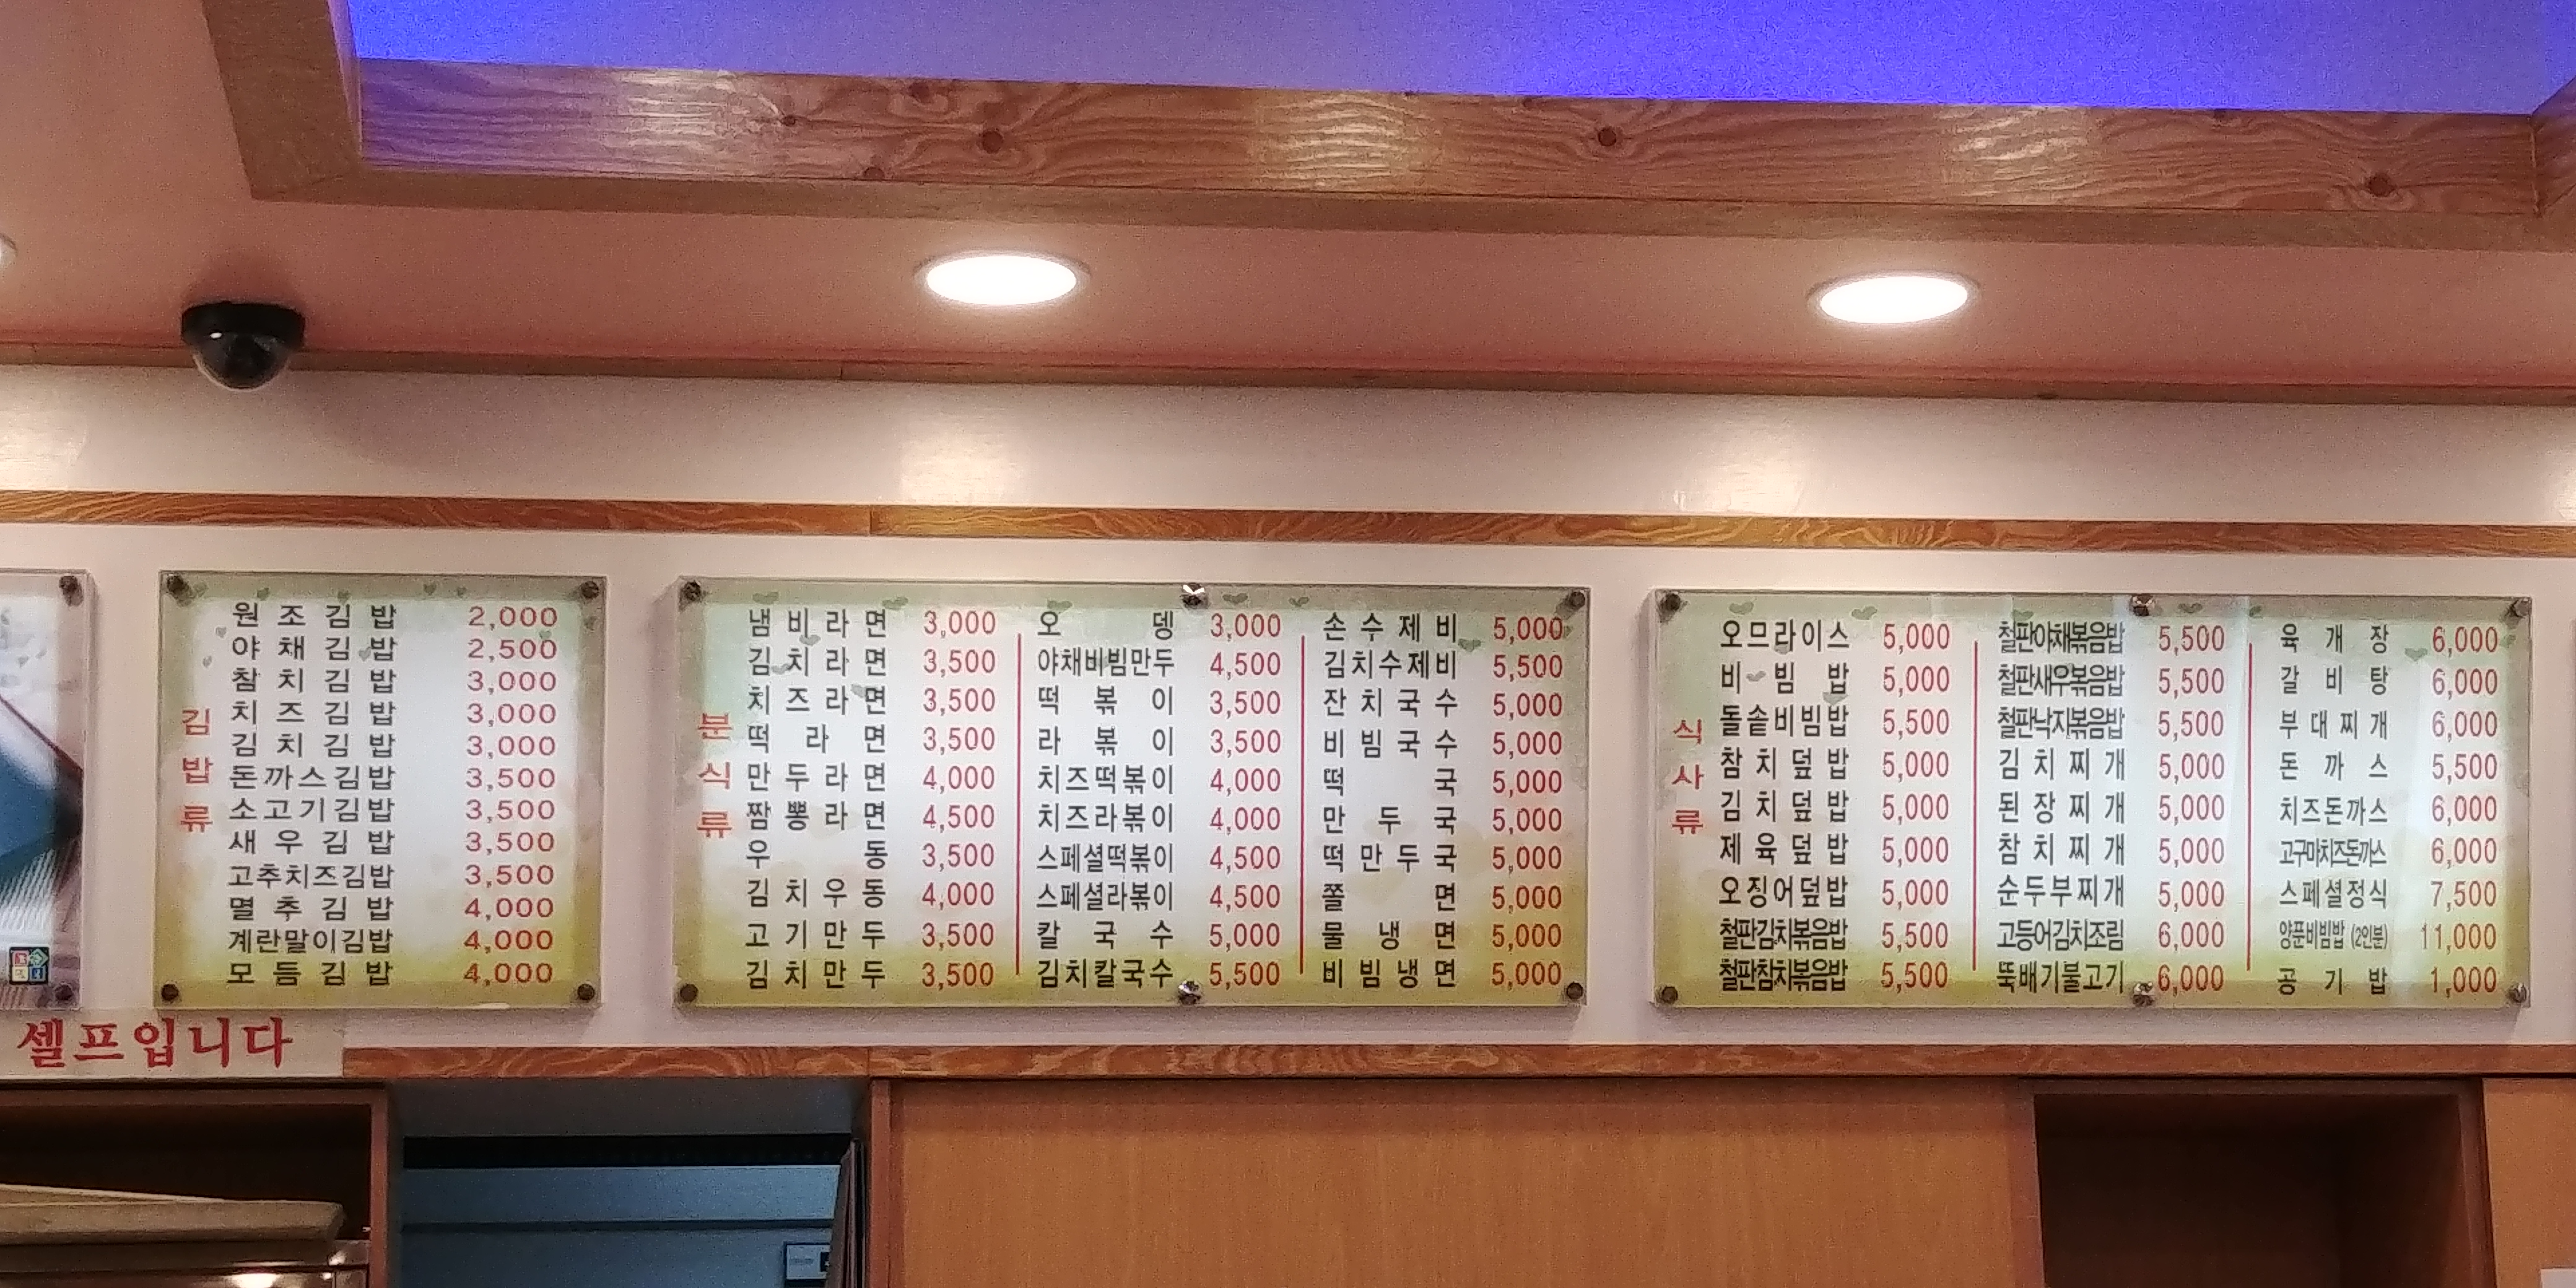 김밥류
원조김밥 2,000
야채김밥 2,500
참치김밥 3,000
치즈김밥 3,000
김치김밥 3,000
돈까스김밥 3,500
소고기김밥 3,500
새우김밥 3,500
고추치즈김밥 3,500
멸추김밥 4,000
계란말이김밥 4,000
모듬김밥 4,000
셀프입니다
분식류
냄비라면 3,000
김치라면 3,500
치즈라면 3,500
떡라면 3,500
만두라면 4,000
짬뽕라면 4,500
우동 3,500
김치우동 4,000
고기만두 3,500
김치만두 3,500
오뎅 3,000
야채비빔만두 4,500
떡볶이 3,500
라볶이 3,500
치즈떡볶이 4,000
치즈라볶이 4,000
스페셜떡볶이 4,500
스페셜라볶이 4,500
칼국수 5,000
김치칼국수 5,500
손수제비 5,000
김치수제비 5,500
잔치국수 5,000
비빔국수 5,000
떡국 5,000
만두국 5,000
떡만두국 5,000
쫄면 5,000
물냉면 5,000
비빔냉면 5,000
식사류
오므라이스 5,000
비빔밥 5,000
돌솥비빔밥 5,500
참치덮밥 5,000
김치덮밥 5,000
제육덮밥 5,000
오징어덮밥 5,000
철판김치볶음밥 5,500
철판참치볶음밥 5,500
철판야채볶음밥 5,500
철판새우볶음밥 5,500
철판낙지볶음밥 5,500
김치찌개 5,000
된장찌개 5,000
참치찌개 5,000
순두부찌개 5,000
고등어김치조림 6,000
뚝배기불고기 6,000
육개장 6,000
갈비탕 6,000
부대찌개 6,000
돈까스 5,500
치즈돈까스 6,000
고구마치즈돈까스 6,000
스페셜정식 7,500
양푼비빔밥 (2인분) 11,000
공기밥 1,000